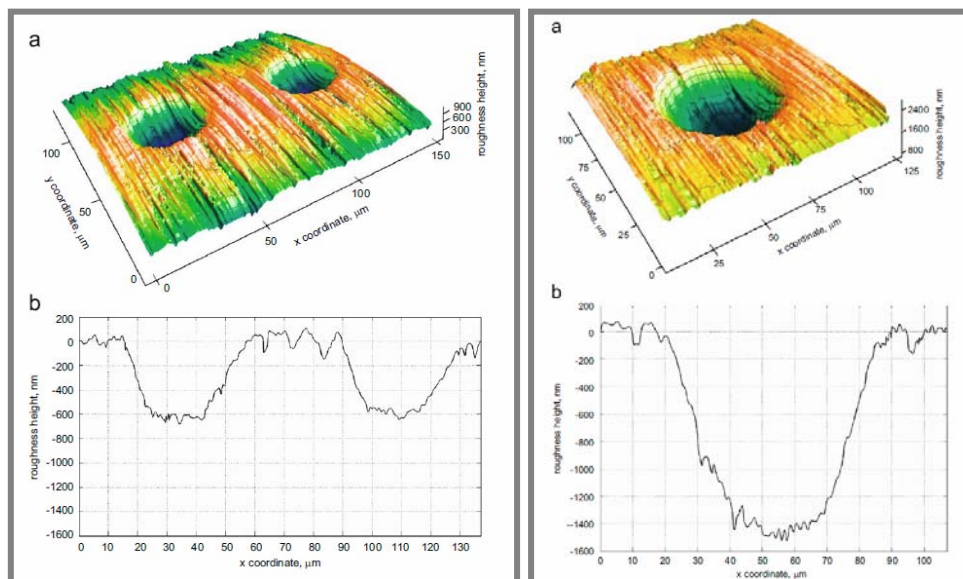 a
roughness height, nm
900
600
300
150
100
50
0
x coordinate, µm
100
50
0
y coordinate, µm
b
roughness height, nm
200
0
-200
-400
-600
-800
-1000
-1200
-1400
-1600
0 10 20 30 40 50 60 70 80 90 100 110 120 130
x coordinate, µm
a
roughness height, nm
2400
1600
800
125
100
75
50
25
x coordinate, µm
100
75
50
25
0
y coordinate, µm
b
roughness height, nm
200
0
-200
-400
-600
-800
-1000
-1200
-1400
-1600
0 10 20 30 40 50 60 70 80 90 100
x coordinate, µm